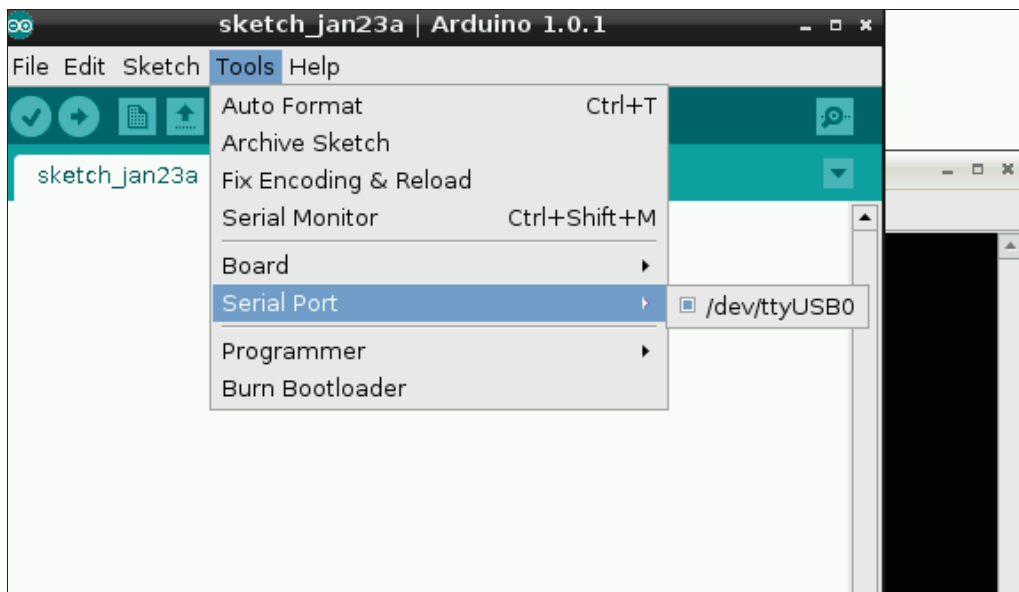 sketch_jan23a | Arduino 1.0.1
File Edit Sketch Tools Help
Auto Format Ctrl+T
Archive Sketch
sketch_jan23a
Fix Encoding & Reload
Serial Monitor Ctrl+Shift+M
Board
Serial Port
/dev/ttyUSB0
Programmer
Burn Bootloader